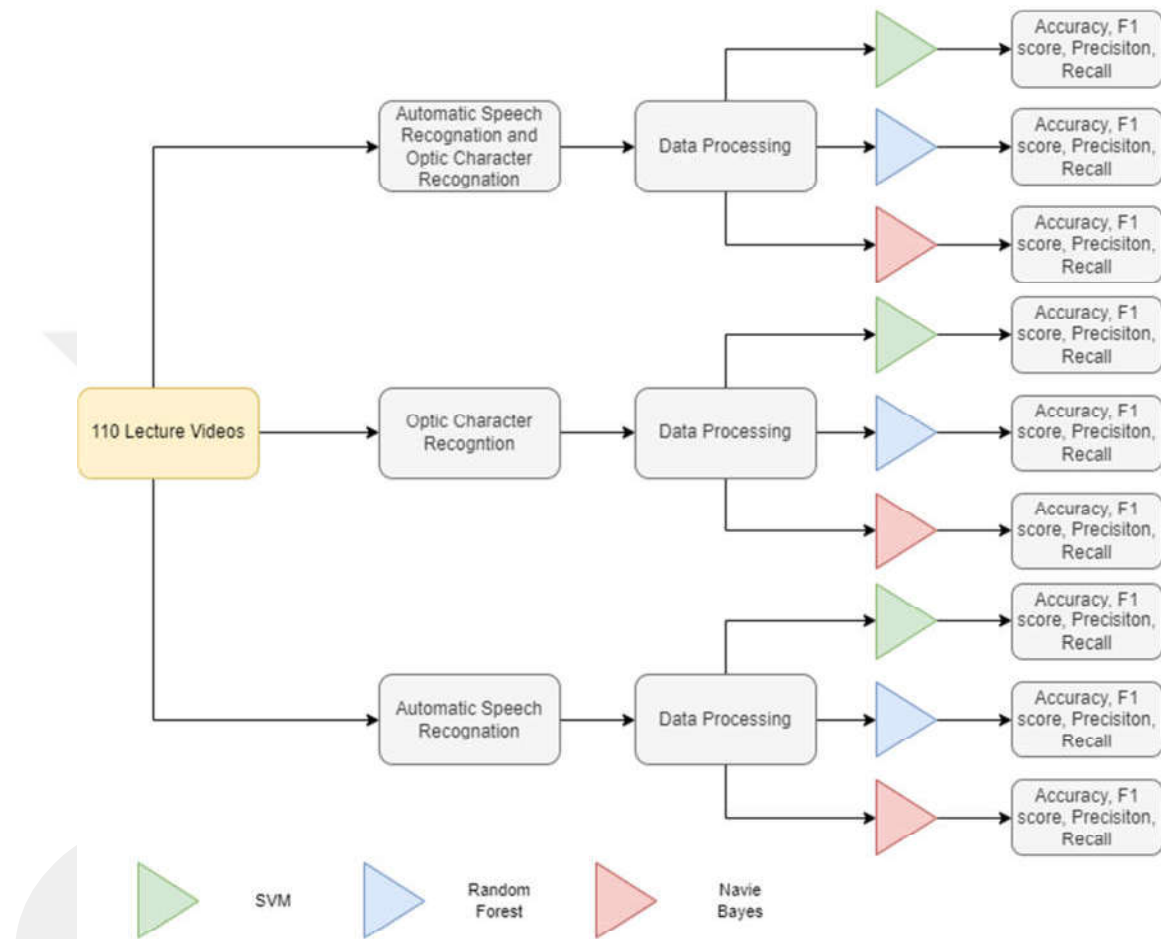 Accuracy, F1
score, Precisiton,
Recall
Automatic Speech
Recognation and
Optic Character
Recognation
Data Processing
Accuracy, F1
score, Precisiton,
Recall
Accuracy, F1
score, Precisiton,
Recall
Accuracy, F1
score, Precisiton,
Recall
110 Lecture Videos
Optic Character
Recogntion
Data Processing
Accuracy, F1
score, Precisiton,
Recall
Accuracy, F1
score, Precisiton,
Recall
Accuracy, F1
score, Precisiton,
Recall
Automatic Speech
Recognation
Data Processing
Accuracy, F1
score, Precisiton,
Recall
Accuracy, F1
score, Precisiton,
Recall
SVM
Random
Forest
Navie
Bayes